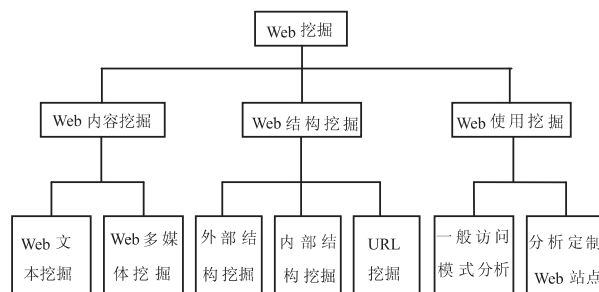 Web 挖掘
Web 内容挖掘
Web 结构挖掘
Web 使用挖掘
Web 文
本挖掘
Web 多媒
体挖掘
外部结
构挖掘
内部结
构挖掘
URL
挖掘
一般访问
模式分析
分析定制
Web 站点